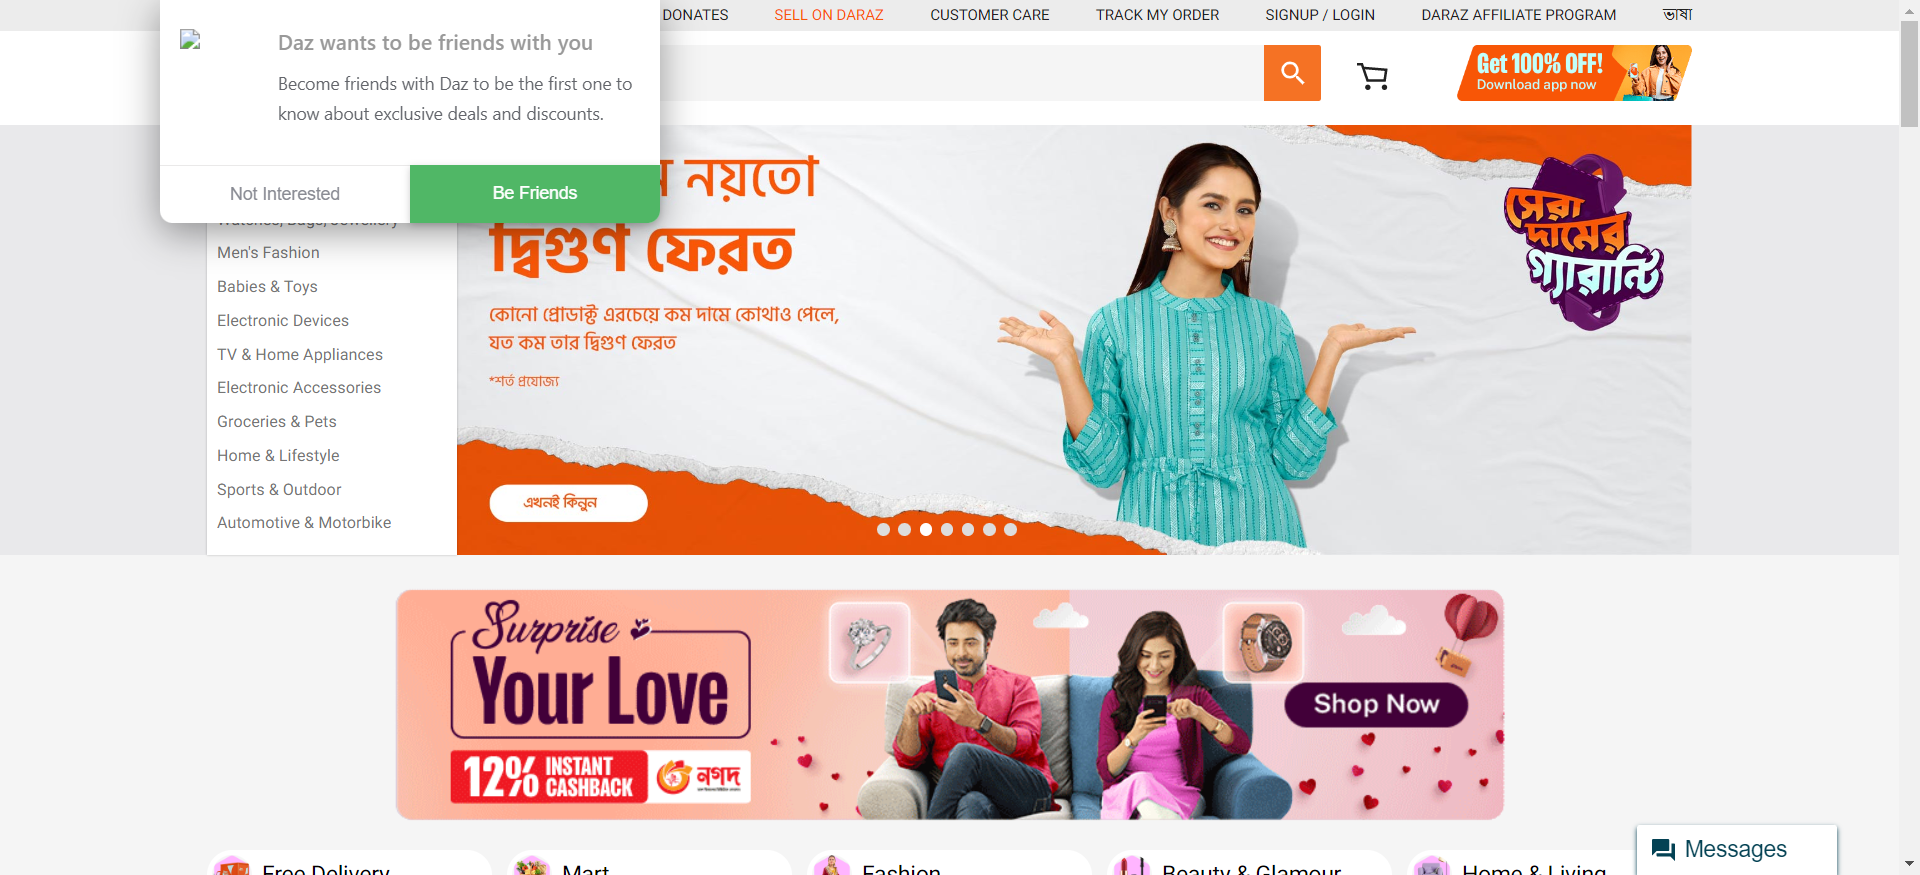 DONATES
SELL ON DARAZ
CUSTOMER CARE
TRACK MY ORDER
SIGNUP / LOGIN
DARAZ AFFILIATE PROGRAM
ভাষা
Daz wants to be friends with you
Become friends with Daz to be the first one to
know about exclusive deals and discounts.
Not Interested
Be Friends
Get 100% OFF!
Download app now
Watches, Bags, Jewellery
Men's Fashion
Babies & Toys
Electronic Devices
TV & Home Appliances
Electronic Accessories
Groceries & Pets
Home & Lifestyle
Sports & Outdoor
Automotive & Motorbike
নয়তো
দ্বিগুণ ফেরত
কোনো প্রোডাক্ট এরচেয়ে কম দামে কোথাও পেলে,
যত কম তার দ্বিগুণ ফেরত
*শর্ত প্রযোজ্য
এখনই কিনুন
সেরা
দামের
গ্যারান্টি
Surprise
Your Love
12% INSTANT
CASHBACK
নগদ
Shop Now
Free Delivery
Mart
Fashion
Beauty & Glamour
Home & Living
Messages